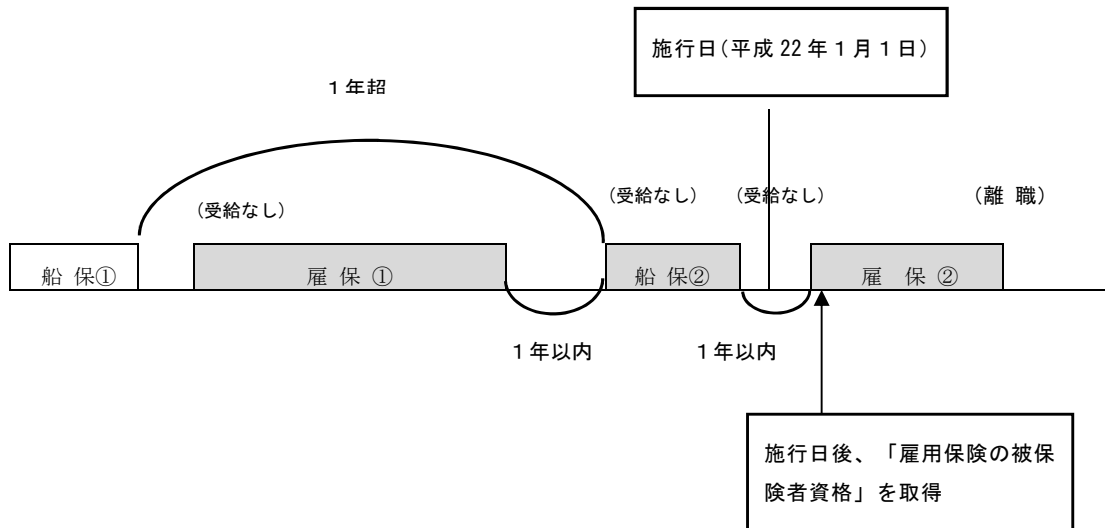 施行日(平成22年1月1日)
1年超
(受給なし)
(受給なし)
(受給なし)
(離 職)
船 保①
雇 保 ①
船 保②
雇 保 ②
1年以内
1年以内
施行日後、「雇用保険の被保
険者資格」を取得